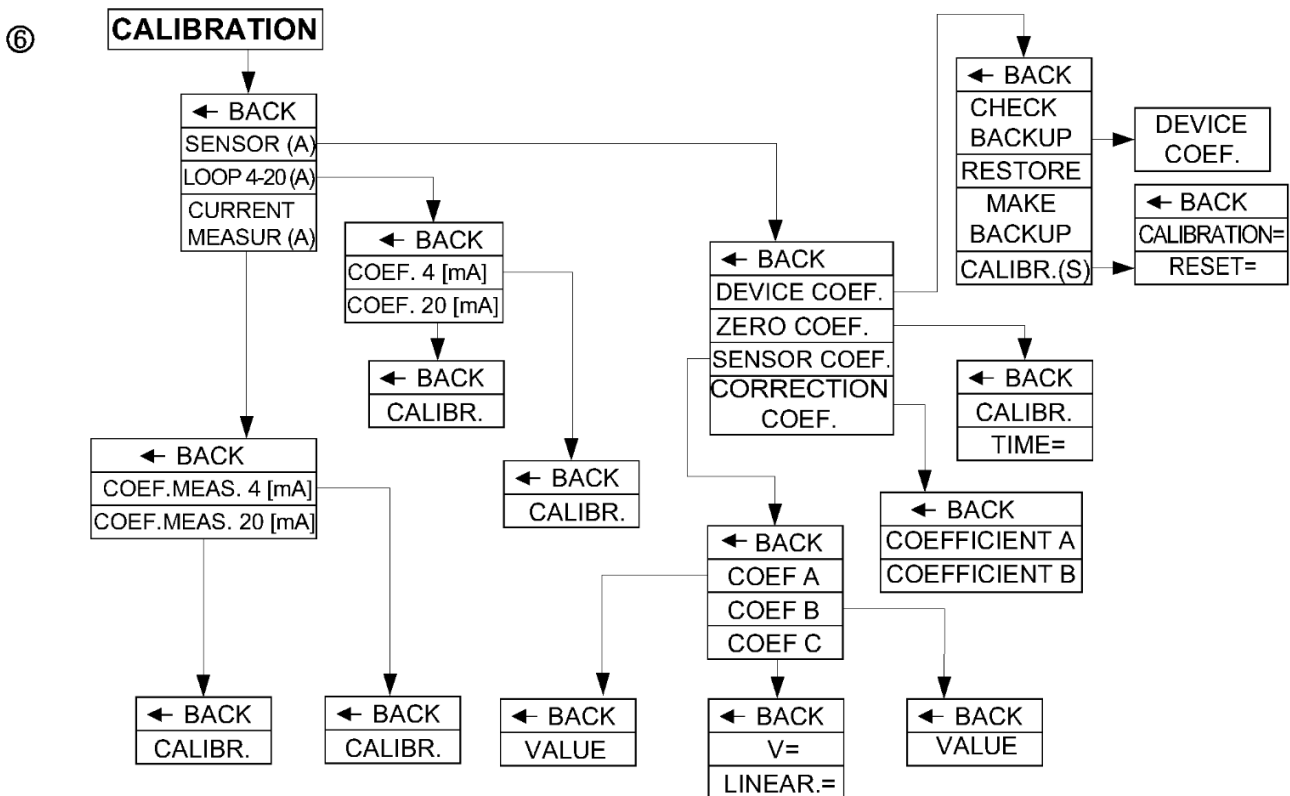 ⑥
CALIBRATION
← BACK
SENSOR (A)
LOOP 4-20 (A)
CURRENT
MEASUR (A)
← BACK
COEF. 4 [mA]
COEF. 20 [mA]
← BACK
CALIBR.
← BACK
CALIBR.
← BACK
COEF.MEAS. 4 [mA]
COEF.MEAS. 20 [mA]
← BACK
CALIBR.
← BACK
CALIBR.
← BACK
DEVICE COEF.
ZERO COEF.
SENSOR COEF.
CORRECTION
COEF.
← BACK
CHECK
BACKUP
RESTORE
MAKE
BACKUP
CALIBR.(S)
DEVICE
COEF.
← BACK
CALIBRATION=
RESET=
← BACK
CALIBR.
TIME=
← BACK
COEFFICIENT A
COEFFICIENT B
← BACK
COEF A
COEF B
COEF C
← BACK
VALUE
← BACK
V=
LINEAR.=
← BACK
VALUE